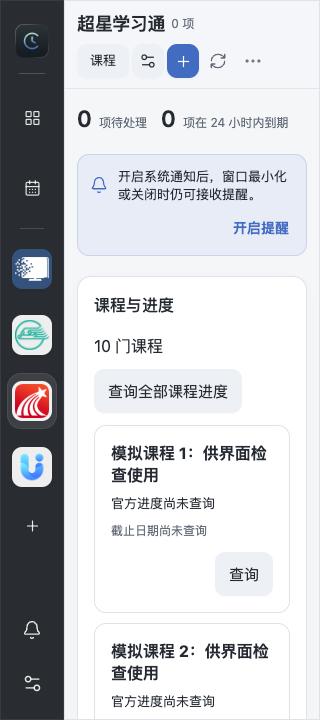 超星学习通 0 项
课程
0 项待处理 0 项在 24 小时内到期
开启系统通知后，窗口最小化
或关闭时仍可接收提醒。
开启提醒
课程与进度
10 门课程
查询全部课程进度
模拟课程 1：供界面检
查使用
官方进度尚未查询
截止日期尚未查询
查询
模拟课程 2：供界面检
查使用
官方进度尚未查询